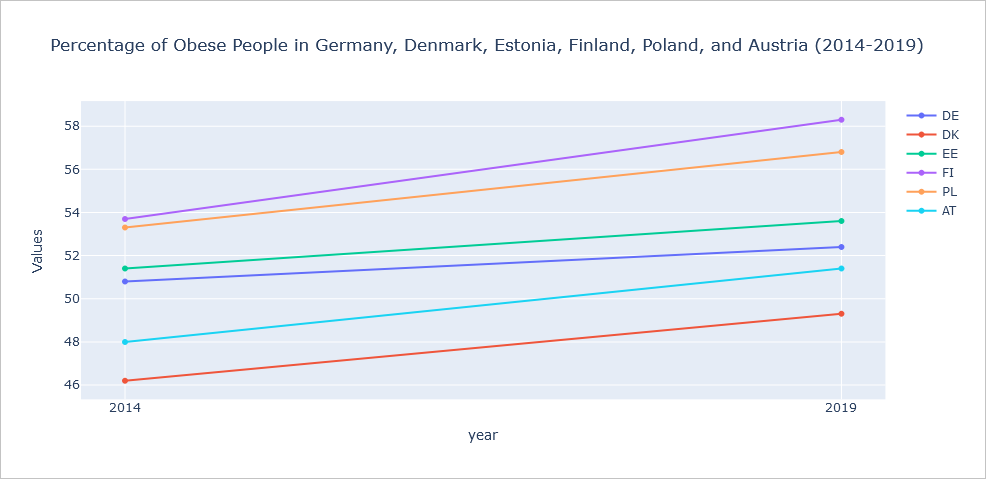 Percentage of Obese People in Germany, Denmark, Estonia, Finland, Poland, and Austria (2014-2019)
Values
58
56
54
52
50
48
46
2014
2019
year
DE
DK
EE
FI
PL
AT